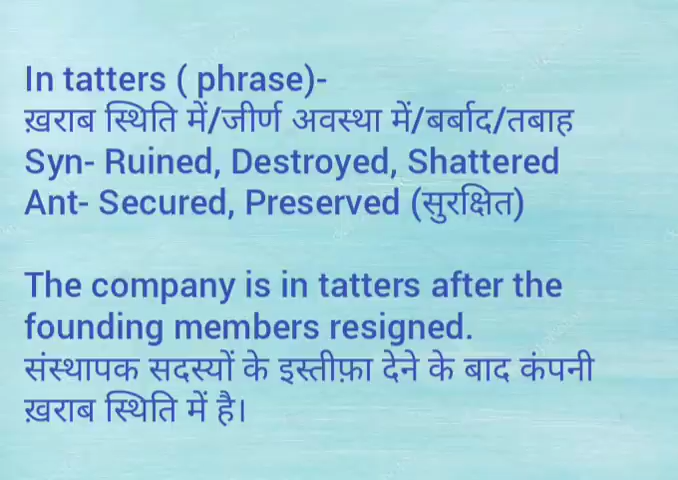 In tatters ( phrase)-
ख़राब स्थिति में/जीर्ण अवस्था में/बर्बाद/तबाह
Syn- Ruined, Destroyed, Shattered
Ant- Secured, Preserved (सुरक्षित)
The company is in tatters after the
founding members resigned.
संस्थापक सदस्यों के इस्तीफ़ा देने के बाद कंपनी
ख़राब स्थिति में है।